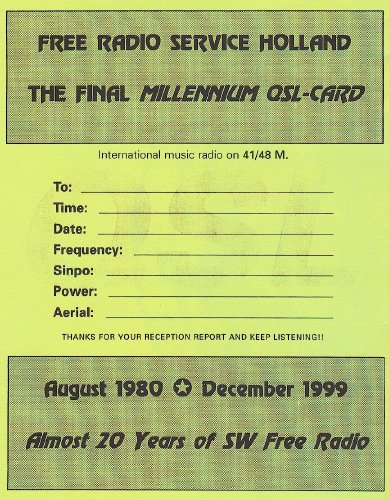 FREE RADIO SERVICE HOLLAND
THE FINAL MILLENNIUM QSL-CARD
International music radio on 41/48 M.
To:
Time:
Date:
Frequency:
Sinpo:
Power:
Aerial:
THANKS FOR YOUR RECEPTION REPORT AND KEEP LISTENING!!
August 1980 ✪ December 1999
Almost 20 Years of SW Free Radio